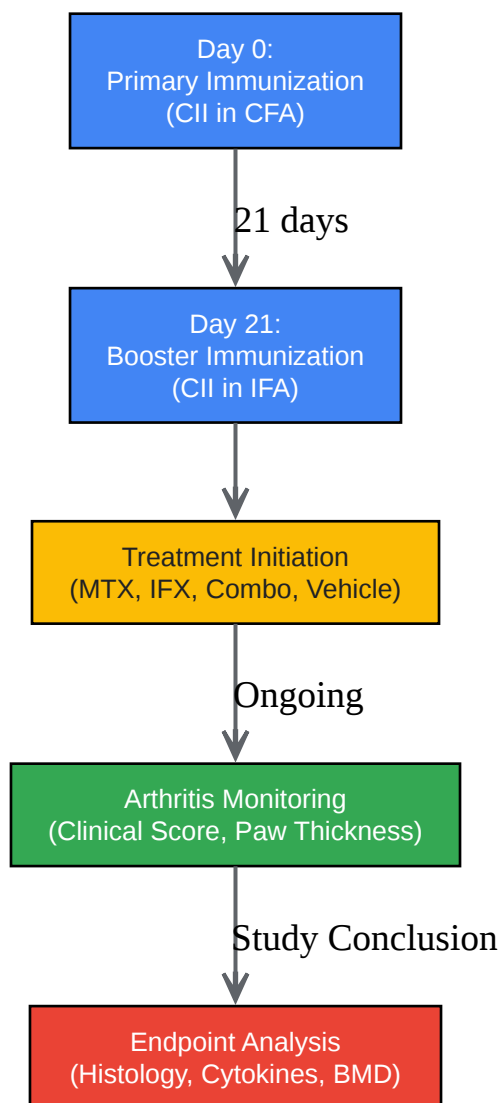 Day 0:
Primary Immunization
(CII in CFA)
21 days
Day 21:
Booster Immunization
(CII in IFA)
Treatment Initiation
(MTX, IFX, Combo, Vehicle)
Ongoing
Arthritis Monitoring
(Clinical Score, Paw Thickness)
Study Conclusion
Endpoint Analysis
(Histology, Cytokines, BMD)